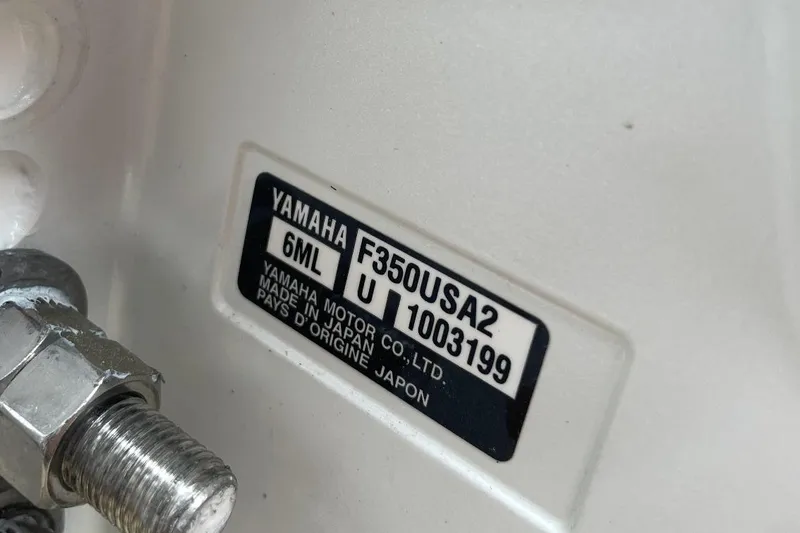 YAMAHA
6ML
F350USA2
U 1003199
YAMAHA MOTOR CO.,LTD.
MADE IN JAPAN
PAYS D'ORIGINE JAPON